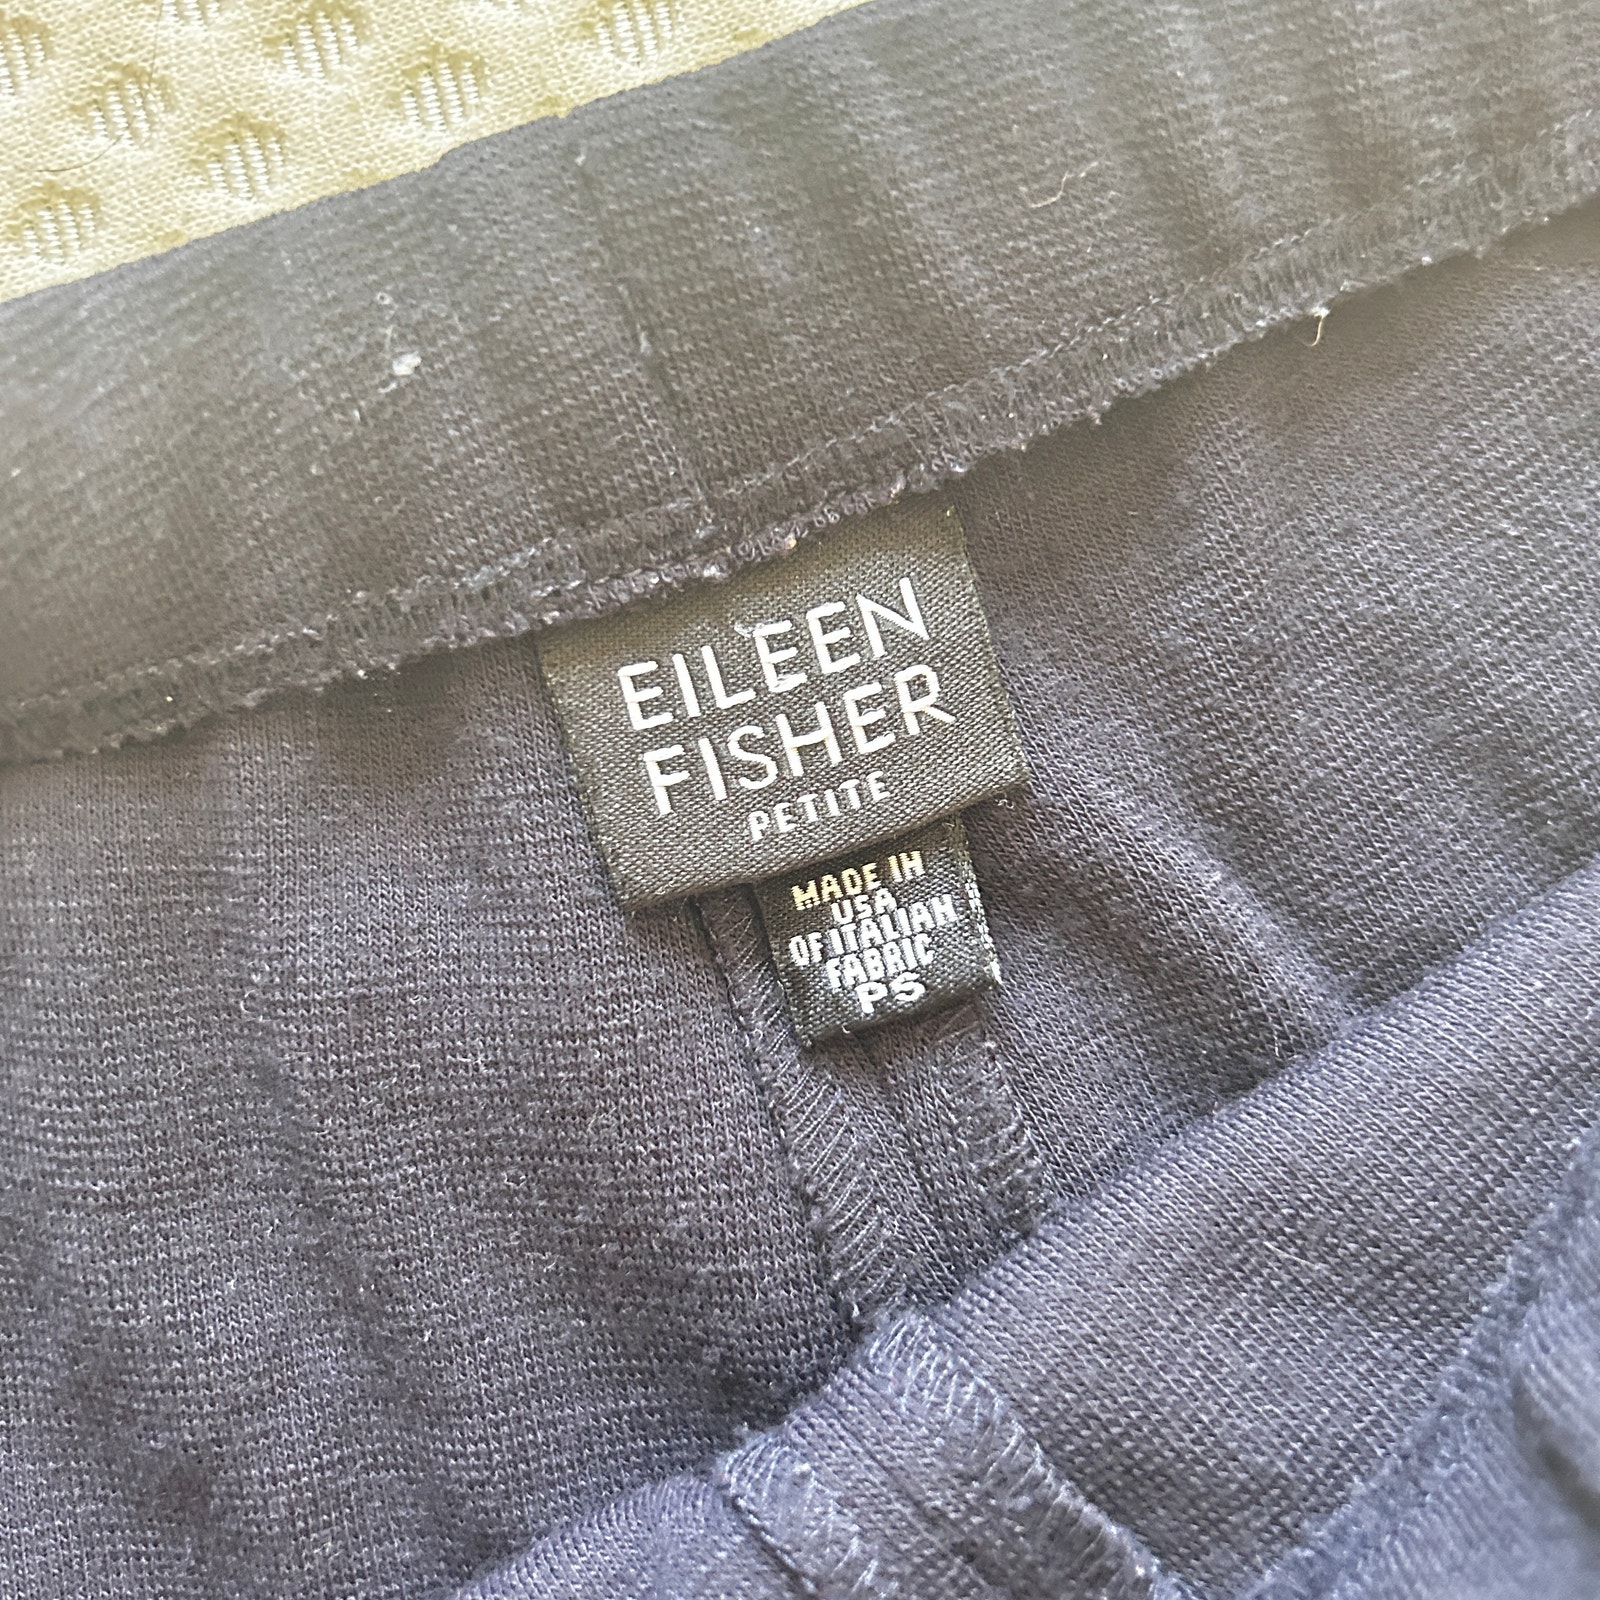 EILEEN
FISHER
PETITE
MADE IN
USA
OF ITALIAN
FABRIC
PS